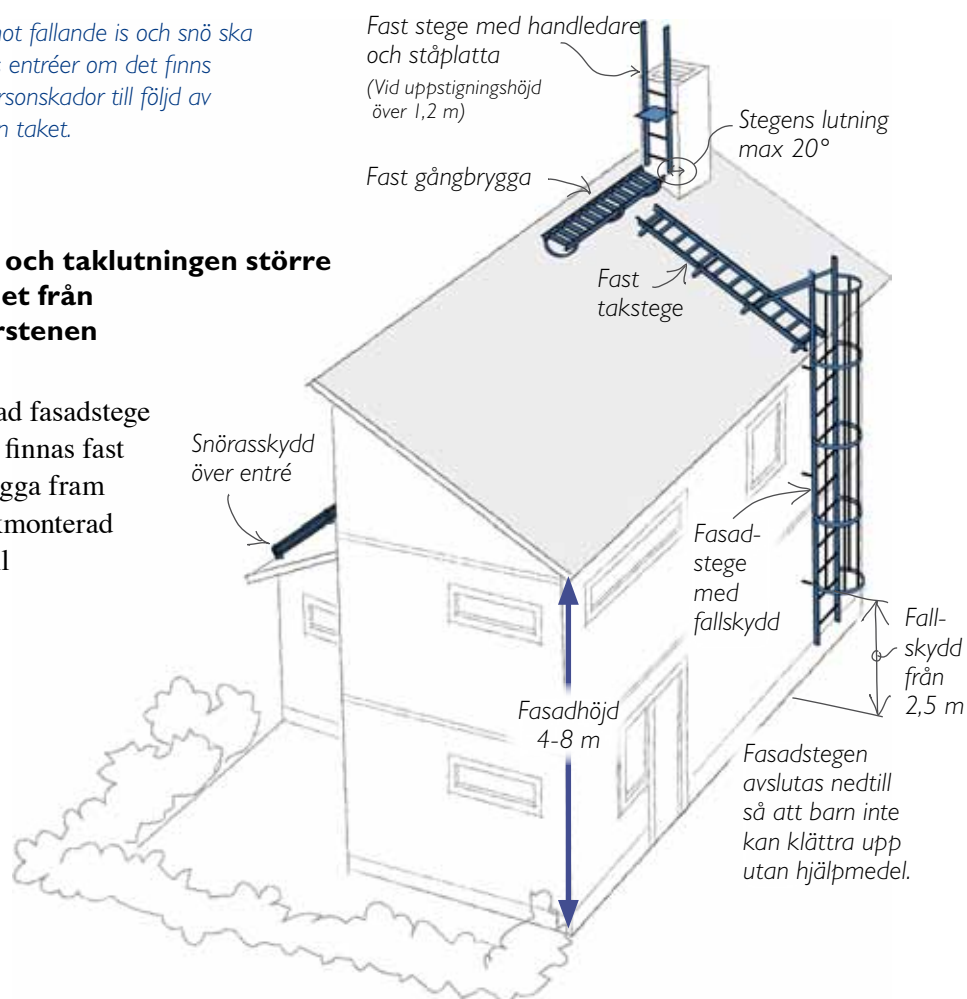 not fallande is och snö ska
entréer om det finns
rsonskador till följd av
n taket.
och taklutningen större
et från
rstenen
ad fasadstege
finnas fast
gga fram
monterad
Fast stege med handledare
och ståplatta
(Vid uppstigningshöjd
över 1,2 m)
Stegens lutning
max 20°
Fast gångbrygga
Fast
takstege
Snörasskydd
över entré
Fasad-
stege
med
fallskydd
Fall-
skydd
från
2,5 m
Fasadhöjd
4-8 m
Fasadstegen
avslutas nedtill
så att barn inte
kan klättra upp
utan hjälpmedel.